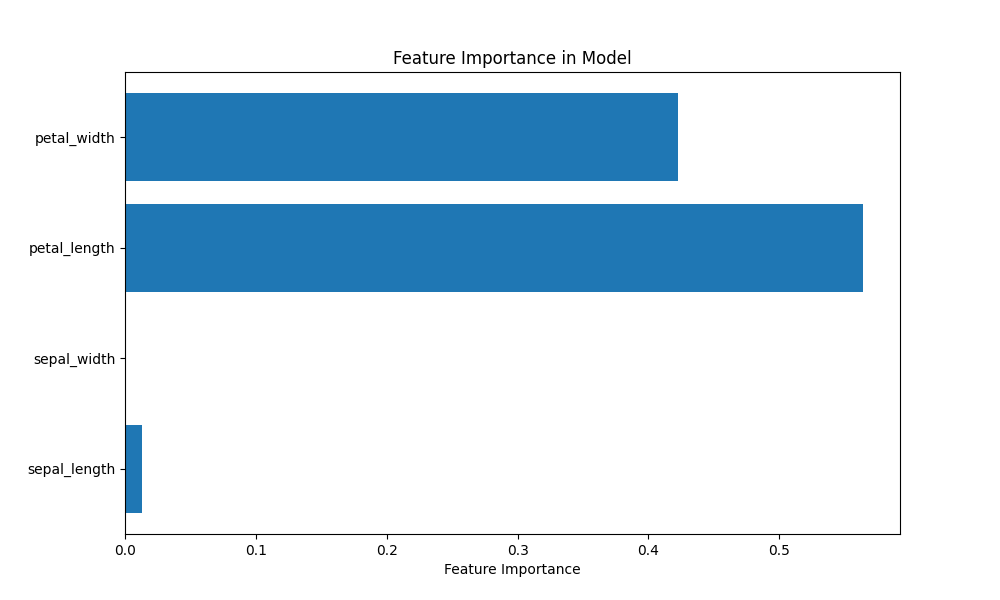 Feature Importance in Model
petal_width
petal_length
sepal_width
sepal_length
0.0 0.1 0.2 0.3 0.4 0.5
Feature Importance